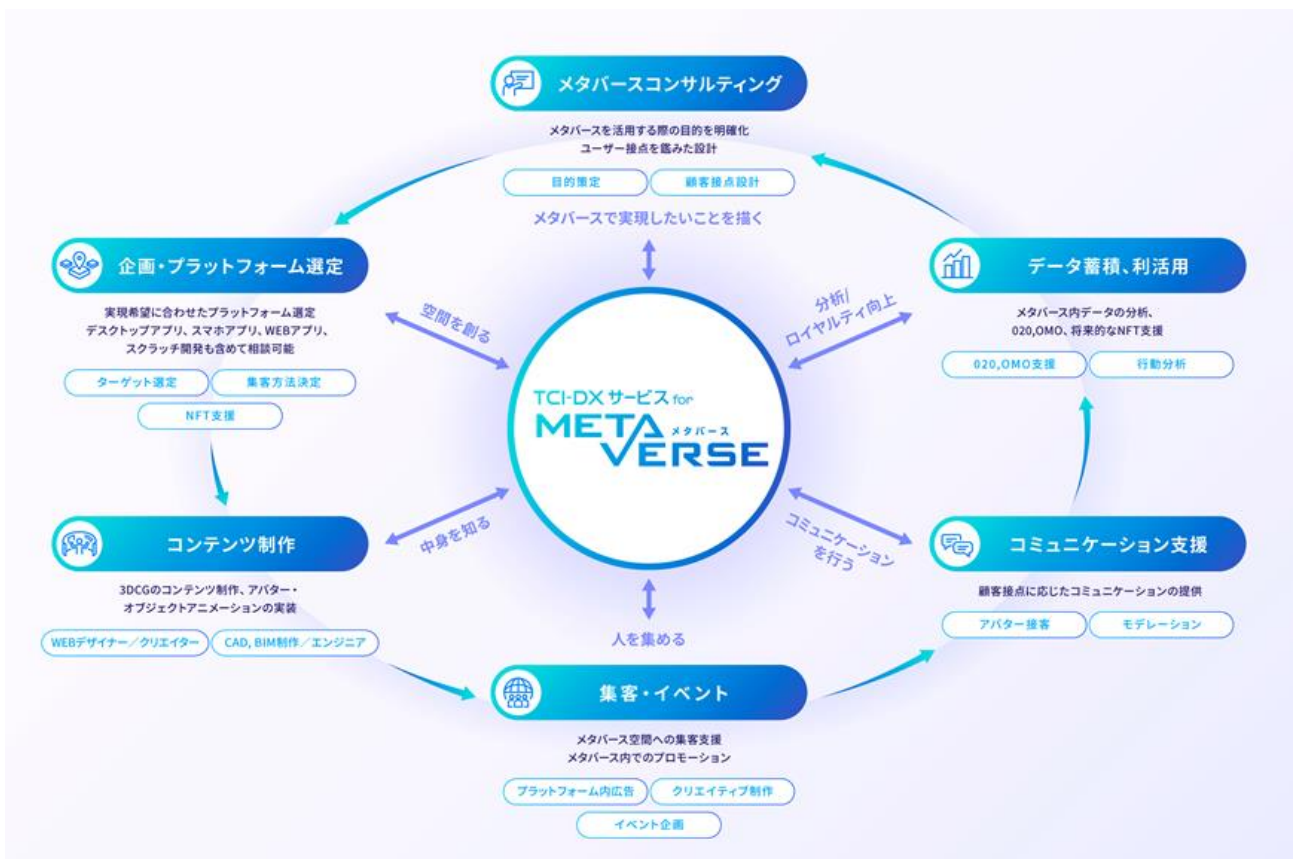 メタバースコンサルティング
メタバースを活用する際の目的を明確化
ユーザー接点を鑑みた設計
目的策定
顧客接点設計
メタバースで実現したいことを描く
企画・プラットフォーム選定
実現希望に合わせたプラットフォーム選定
デスクトップアプリ、スマホアプリ、WEBアプリ、
スクラッチ開発も含めて相談可能
ターゲット選定
集客方法決定
NFT支援
空間を創る
分析/
ロイヤルティ向上
データ蓄積、利活用
メタバース内データの分析、
O2O,OMO、将来的なNFT支援
O2O,OMO支援
行動分析
TCI-DX サービス for
META メタバース
VERSE
コンテンツ制作
3DCGのコンテンツ制作、アバター・
オブジェクトアニメーションの実装
WEBデザイナー／クリエイター
CAD, BIM制作／エンジニア
中身を知る
コミュニケーション
を行う
コミュニケーション支援
顧客接点に応じたコミュニケーションの提供
アバター接客
モデレーション
人を集める
集客・イベント
メタバース空間への集客支援
メタバース内でのプロモーション
プラットフォーム内広告
クリエイティブ制作
イベント企画